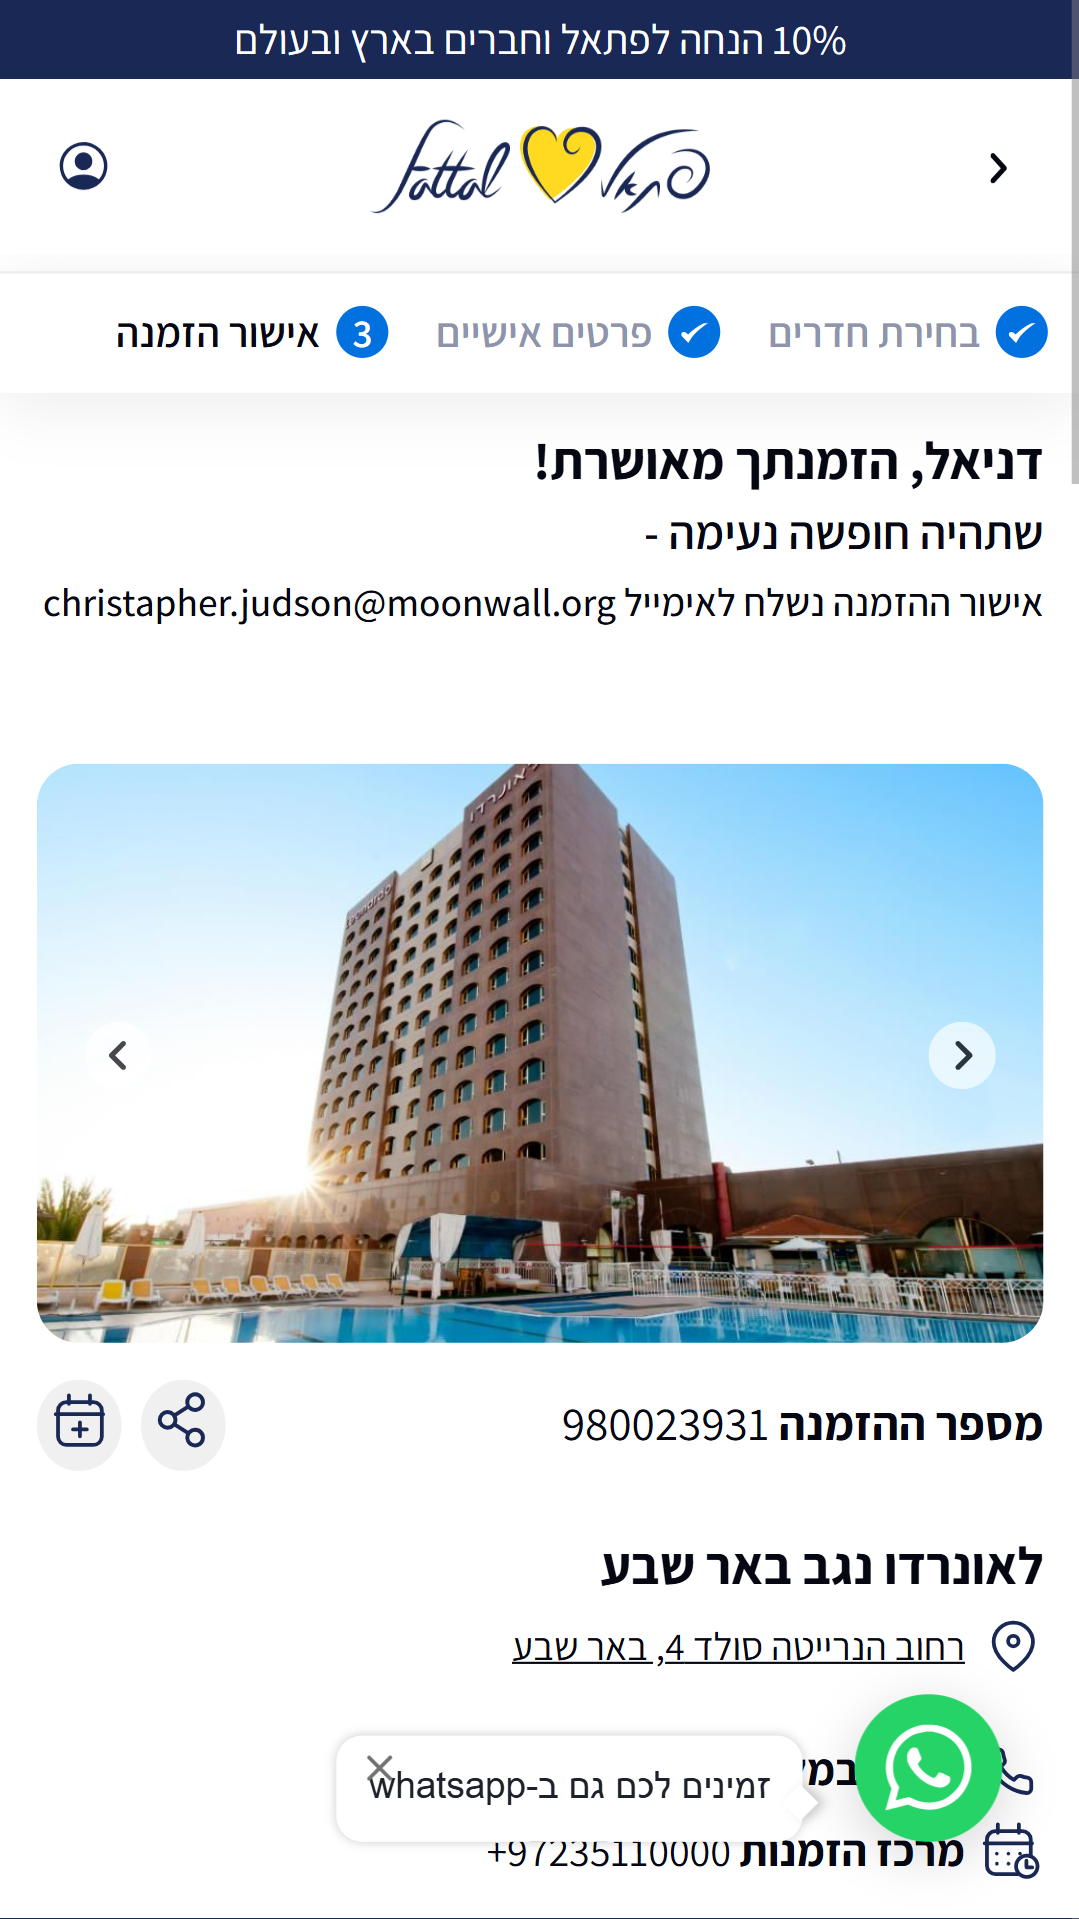 10% הנחה לפתאל וחברים בארץ ובעולם
fattal פתאל
בחירת חדרים
פרטים אישיים
3 אישור הזמנה
דניאל, הזמנתך מאושרת!
שתהיה חופשה נעימה -
אישור ההזמנה נשלח לאימייל christapher.judson@moonwall.org
לאונרדו
Leonardo
מספר ההזמנה 980023931
לאונרדו נגב באר שבע
רחוב הנרייטה סולד 4, באר שבע
זמינים לכם גם ב-whatsapp
מרכז הזמנות +97235110000